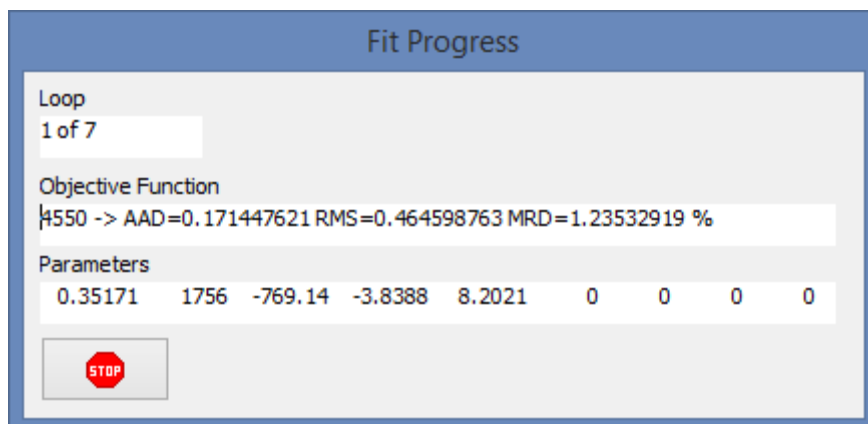 Fit Progress
Loop
1 of 7
Objective Function
4550 -> AAD=0.171447621 RMS=0.464598763 MRD=1.23532919 %
Parameters
0.35171 1756 -769.14 -3.8388 8.2021 0 0 0 0
STOP